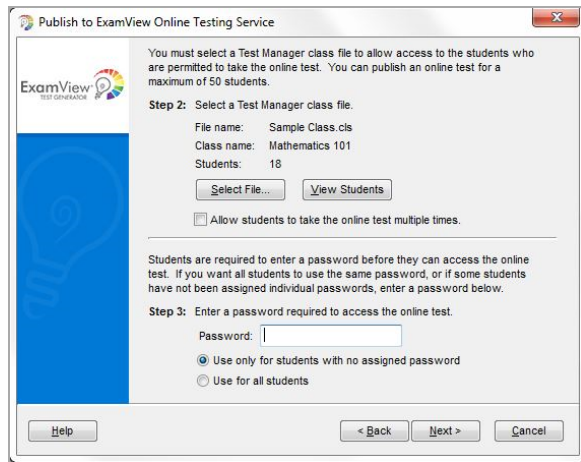 Publish to ExamView Online Testing Service
You must select a Test Manager class file to allow access to the students who
are permitted to take the online test. You can publish an online test for a
maximum of 50 students.
ExamView
TEST GENERATOR
Step 2: Select a Test Manager class file.
File name: Sample Class.cls
Class name: Mathematics 101
Students: 18
Select File... View Students
Allow students to take the online test multiple times.
Students are required to enter a password before they can access the online
test. If you want all students to use the same password, or if some students
have not been assigned individual passwords, enter a password below.
Step 3: Enter a password required to access the online test.
Password:
Use only for students with no assigned password
Use for all students
Help < Back Next > Cancel